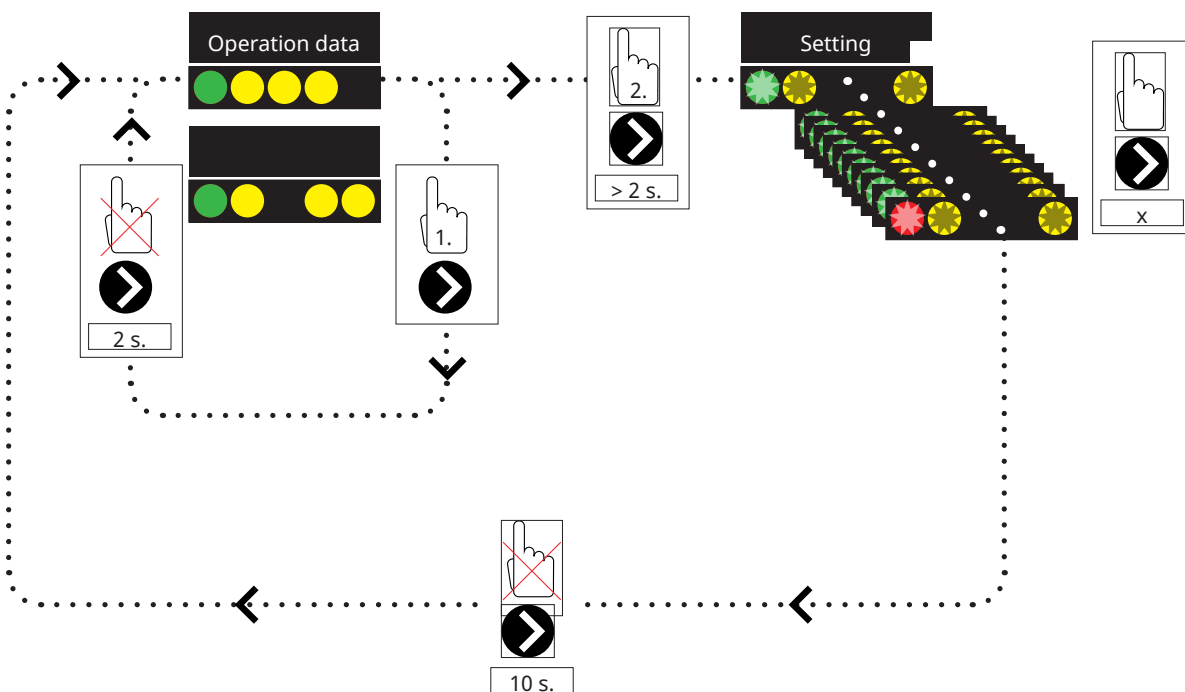 Operation data
Setting
2.
> 2 s.
x
1.
2 s.
10 s.